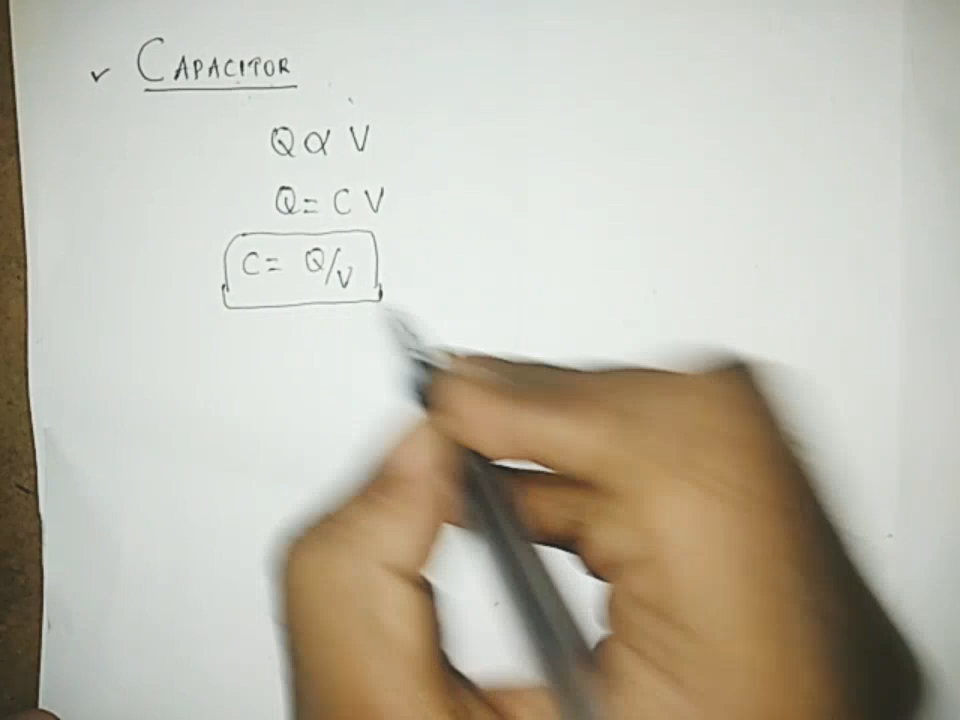 ✓ CAPACITOR
Q ∝ V
Q = C V
C = Q/V